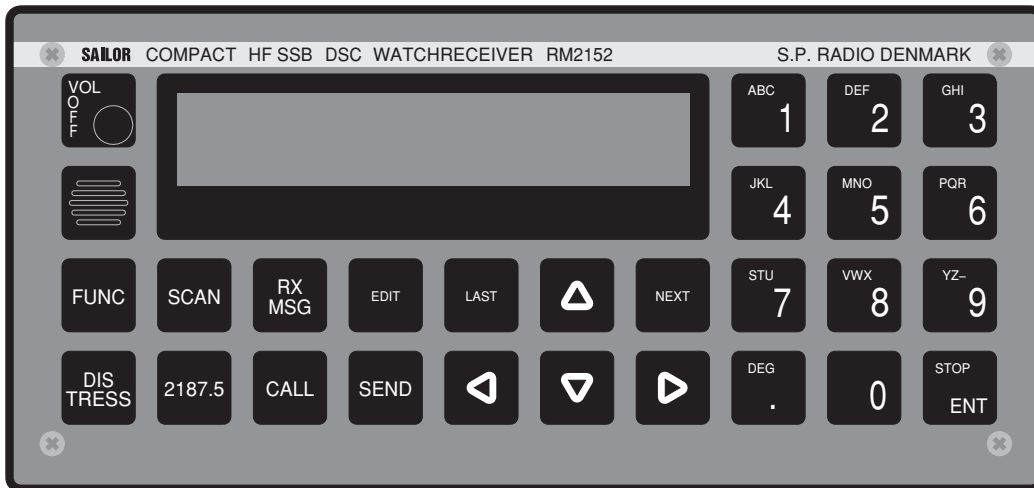 SAILOR COMPACT HF SSB DSC WATCHRECEIVER RM2152 S.P. RADIO DENMARK
VOL
OFF
ABC
1
DEF
2
GHI
3
JKL
4
MNO
5
PQR
6
FUNC
SCAN
RX
MSG
EDIT
LAST
NEXT
STU
7
VWX
8
YZ–
9
DIS
TRESS
2187.5
CALL
SEND
DEG
.
0
STOP
ENT